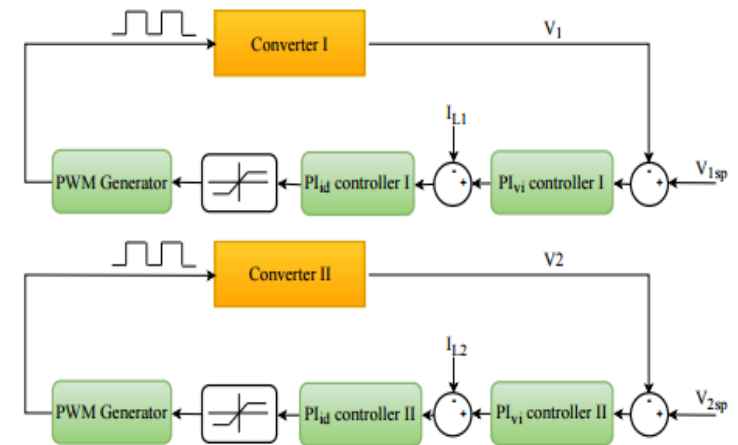 V1
Converter I
IL1
PWM Generator
PIid controller I
PIvi controller I
V1sp
- +
- +
V2
Converter II
IL2
PWM Generator
PIid controller II
PIvi controller II
V2sp
- +
- +